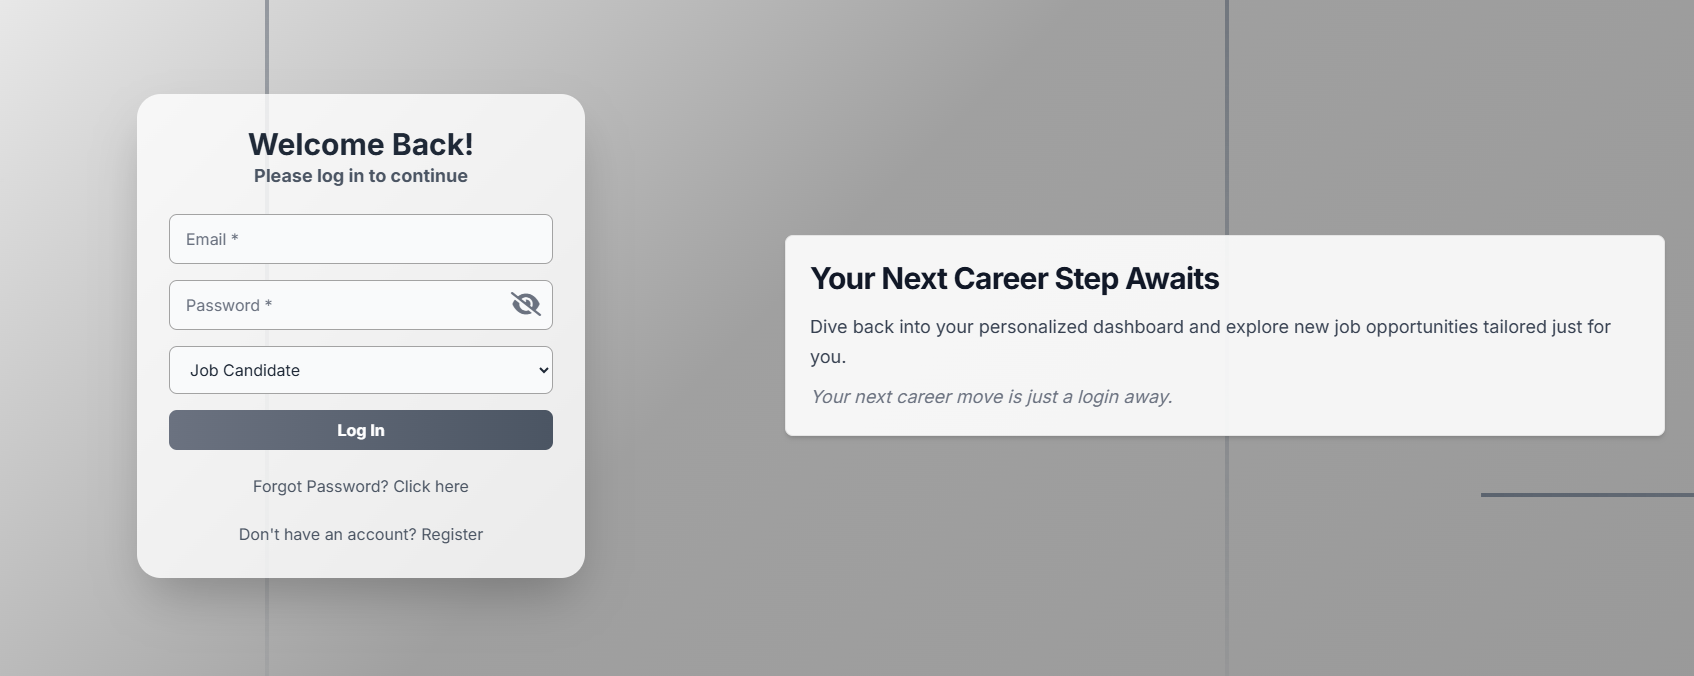 Welcome Back!
Please log in to continue
Email *
Password *
Job Candidate
Log In
Forgot Password? Click here
Don't have an account? Register
Your Next Career Step Awaits
Dive back into your personalized dashboard and explore new job opportunities tailored just for
you.
Your next career move is just a login away.